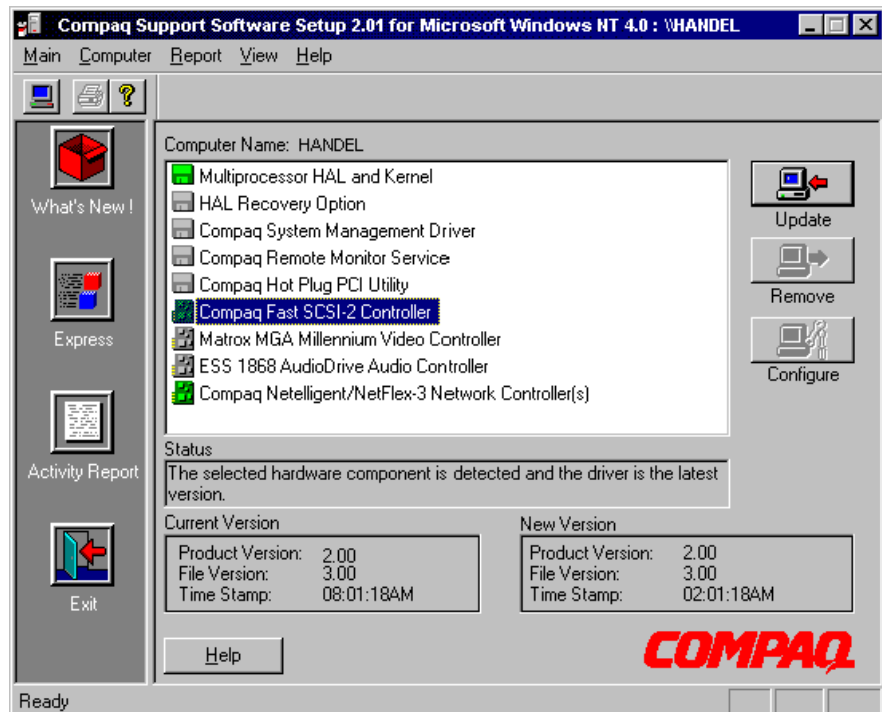 Compaq Support Software Setup 2.01 for Microsoft Windows NT 4.0 : \\HANDEL
Main Computer Report View Help
What's New !
Express
Activity Report
Exit
Computer Name: HANDEL
Multiprocessor HAL and Kernel
HAL Recovery Option
Compaq System Management Driver
Compaq Remote Monitor Service
Compaq Hot Plug PCI Utility
Compaq Fast SCSI-2 Controller
Matrox MGA Millennium Video Controller
ESS 1868 AudioDrive Audio Controller
Compaq Netelligent/NetFlex-3 Network Controller(s)
Update
Remove
Configure
Status
The selected hardware component is detected and the driver is the latest
version.
Current Version
Product Version: 2.00
File Version: 3.00
Time Stamp: 08:01:18AM
New Version
Product Version: 2.00
File Version: 3.00
Time Stamp: 02:01:18AM
Help
COMPAQ
Ready